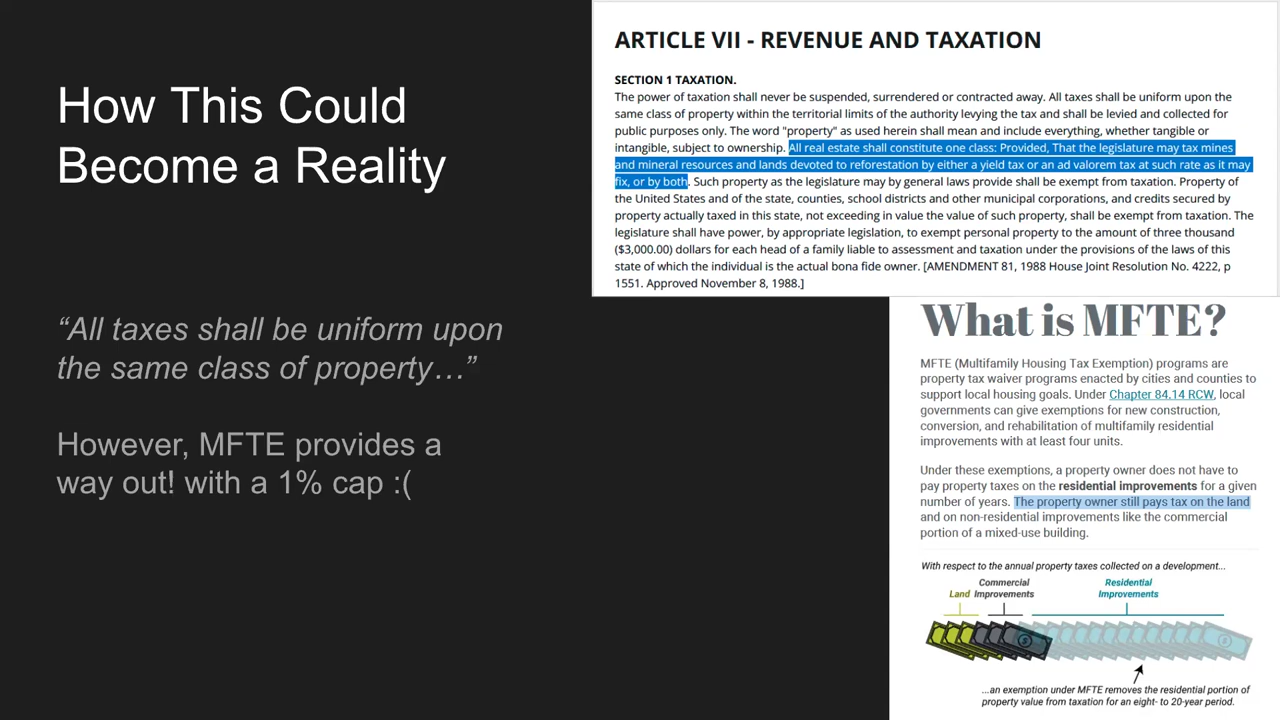 How This Could
Become a Reality
“All taxes shall be uniform upon
the same class of property…”
However, MFTE provides a
way out! with a 1% cap :(
ARTICLE VII - REVENUE AND TAXATION
SECTION 1 TAXATION.
The power of taxation shall never be suspended, surrendered or contracted away. All taxes shall be uniform upon the
same class of property within the territorial limits of the authority levying the tax and shall be levied and collected for
public purposes only. The word "property" as used herein shall mean and include everything, whether tangible or
intangible, subject to ownership. All real estate shall constitute one class: Provided, That the legislature may tax mines
and mineral resources and lands devoted to reforestation by either a yield tax or an ad valorem tax at such rate as it may
fix, or by both. Such property as the legislature may by general laws provide shall be exempt from taxation. Property of
the United States and of the state, counties, school districts and other municipal corporations, and credits secured by
property actually taxed in this state, not exceeding in value the value of such property, shall be exempt from taxation. The
legislature shall have power, by appropriate legislation, to exempt personal property to the amount of three thousand
($3,000.00) dollars for each head of a family liable to assessment and taxation under the provisions of the laws of this
state of which the individual is the actual bona fide owner. [AMENDMENT 81, 1988 House Joint Resolution No. 4222, p
1551. Approved November 8, 1988.]
What is MFTE?
MFTE (Multifamily Housing Tax Exemption) programs are
property tax waiver programs enacted by cities and counties to
support local housing goals. Under Chapter 84.14 RCW, local
governments can give exemptions for new construction,
conversion, and rehabilitation of multifamily residential
improvements with at least four units.
Under these exemptions, a property owner does not have to
pay property taxes on the residential improvements for a given
number of years. The property owner still pays tax on the land
and on non-residential improvements like the commercial
portion of a mixed-use building.
With respect to the annual property taxes collected on a development...
Land
Commercial
Improvements
Residential
Improvements
...an exemption under MFTE removes the residential portion of
property value from taxation for an eight- to 20-year period.